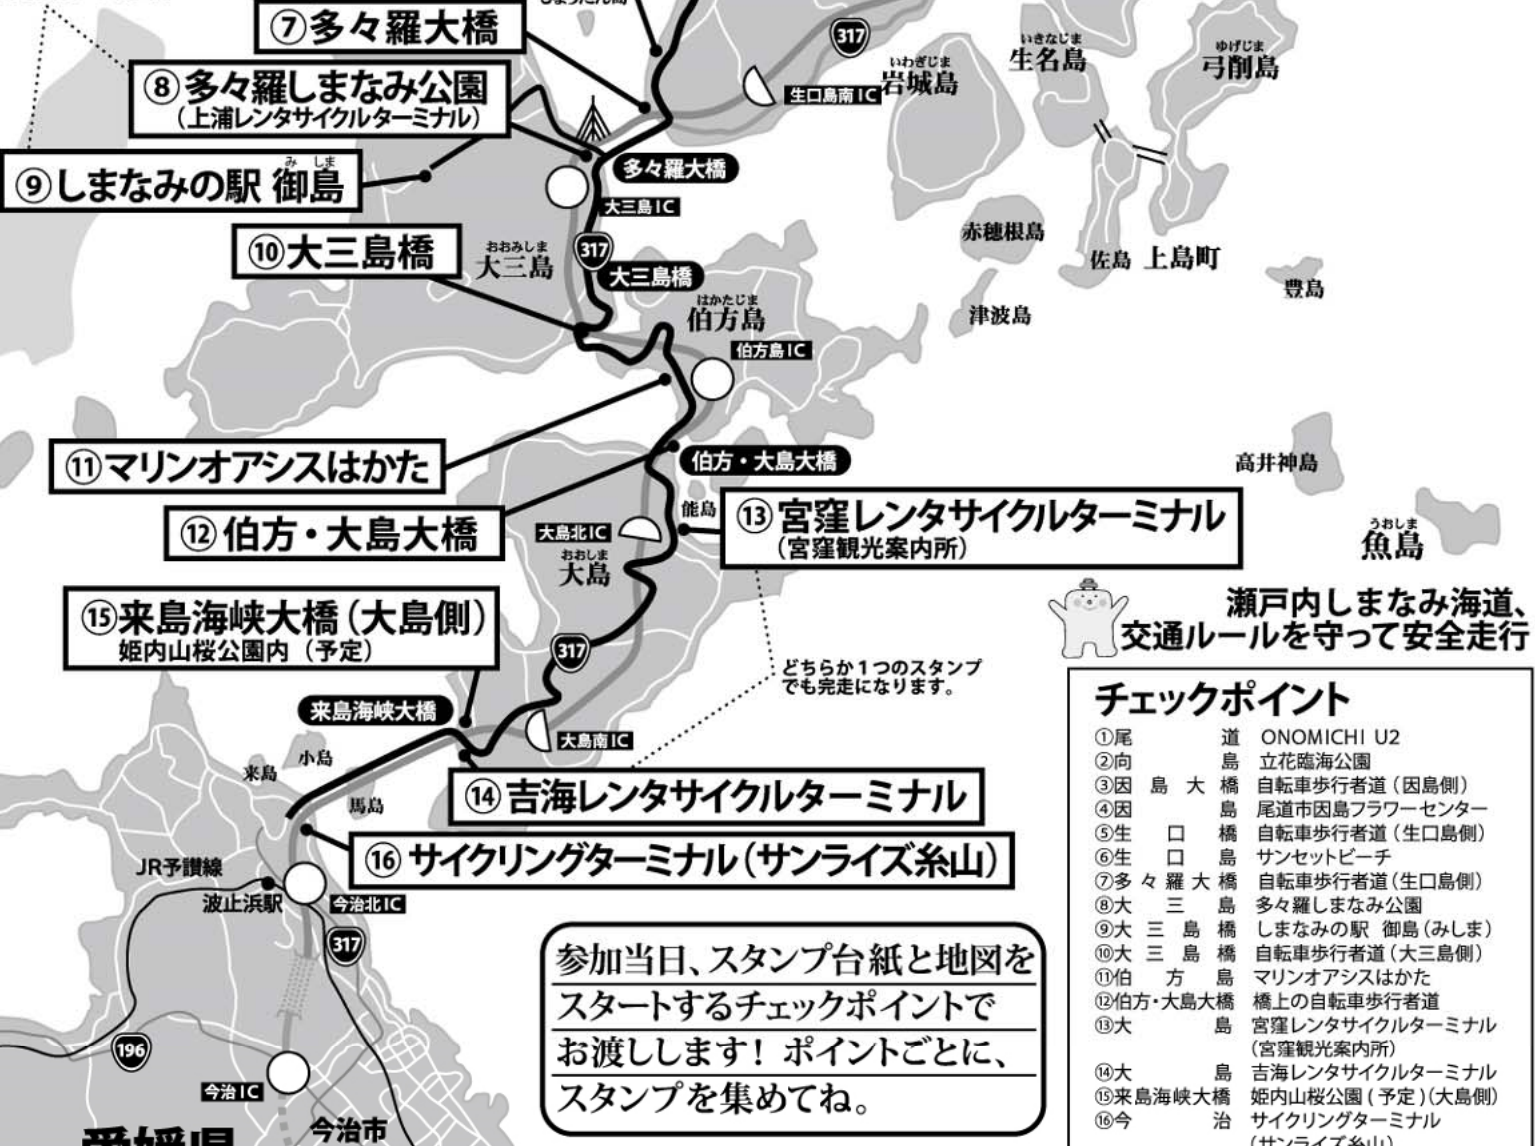 ⑦多々羅大橋
317
いきなじま
生名島
ゆげじま
弓削島
いわぎじま
岩城島
⑧多々羅しまなみ公園
(上浦レンタサイクルターミナル)
生口島南IC
⑨しまなみの駅 御島
み しま
多々羅大橋
大三島IC
⑩大三島橋
おおみしま
大三島
317
大三島橋
赤穂根島
佐島
上島町
豊島
津波島
はかたじま
伯方島
伯方島IC
⑪マリンオアシスはかた
伯方・大島大橋
高井神島
⑫伯方・大島大橋
能島
⑬宮窪レンタサイクルターミナル
(宮窪観光案内所)
大島北IC
おおしま
大島
うおしま
魚島
⑮来島海峡大橋(大島側)
姫内山桜公園内(予定)
317
瀬戸内しまなみ海道、
交通ルールを守って安全走行
どちらか1つのスタンプ
でも完走になります。
来島海峡大橋
大島南IC
小島
来島
馬島
⑭吉海レンタサイクルターミナル
⑯サイクリングターミナル(サンライズ糸山)
JR予讃線
波止浜駅
今治北IC
317
196
今治IC
今治市
愛媛県
参加当日、スタンプ台紙と地図を
スタートするチェックポイントで
お渡しします! ポイントごとに、
スタンプを集めてね。
チェックポイント
①尾道 ONOMICHI U2
②向島 立花臨海公園
③因島大橋 自転車歩行者道(因島側)
④因島 尾道市因島フラワーセンター
⑤生口橋 自転車歩行者道(生口島側)
⑥生口島 サンセットビーチ
⑦多々羅大橋 自転車歩行者道(生口島側)
⑧大三島 多々羅しまなみ公園
⑨大三島橋 しまなみの駅 御島(みしま)
⑩大三島橋 自転車歩行者道(大三島側)
⑪伯方島 マリンオアシスはかた
⑫伯方・大島大橋 橋上の自転車歩行者道
⑬大島 宮窪レンタサイクルターミナル
(宮窪観光案内所)
⑭大島 吉海レンタサイクルターミナル
⑮来島海峡大橋 姫内山桜公園(予定)(大島側)
⑯今治 サイクリングターミナル
(サンライズ糸山)